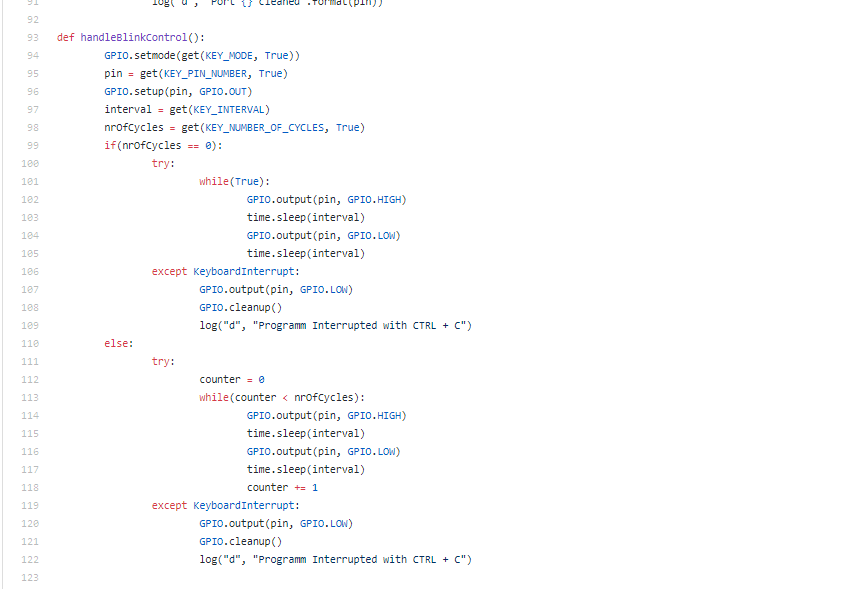 91 log("d", "Port {} cleaned".format(pin))
92
93 def handleBlinkControl():
94 GPIO.setmode(get(KEY_MODE, True))
95 pin = get(KEY_PIN_NUMBER, True)
96 GPIO.setup(pin, GPIO.OUT)
97 interval = get(KEY_INTERVAL)
98 nrOfCycles = get(KEY_NUMBER_OF_CYCLES, True)
99 if(nrOfCycles == 0):
100 try:
101 while(True):
102 GPIO.output(pin, GPIO.HIGH)
103 time.sleep(interval)
104 GPIO.output(pin, GPIO.LOW)
105 time.sleep(interval)
106 except KeyboardInterrupt:
107 GPIO.output(pin, GPIO.LOW)
108 GPIO.cleanup()
109 log("d", "Programm Interrupted with CTRL + C")
110 else:
111 try:
112 counter = 0
113 while(counter < nrOfCycles):
114 GPIO.output(pin, GPIO.HIGH)
115 time.sleep(interval)
116 GPIO.output(pin, GPIO.LOW)
117 time.sleep(interval)
118 counter += 1
119 except KeyboardInterrupt:
120 GPIO.output(pin, GPIO.LOW)
121 GPIO.cleanup()
122 log("d", "Programm Interrupted with CTRL + C")
123